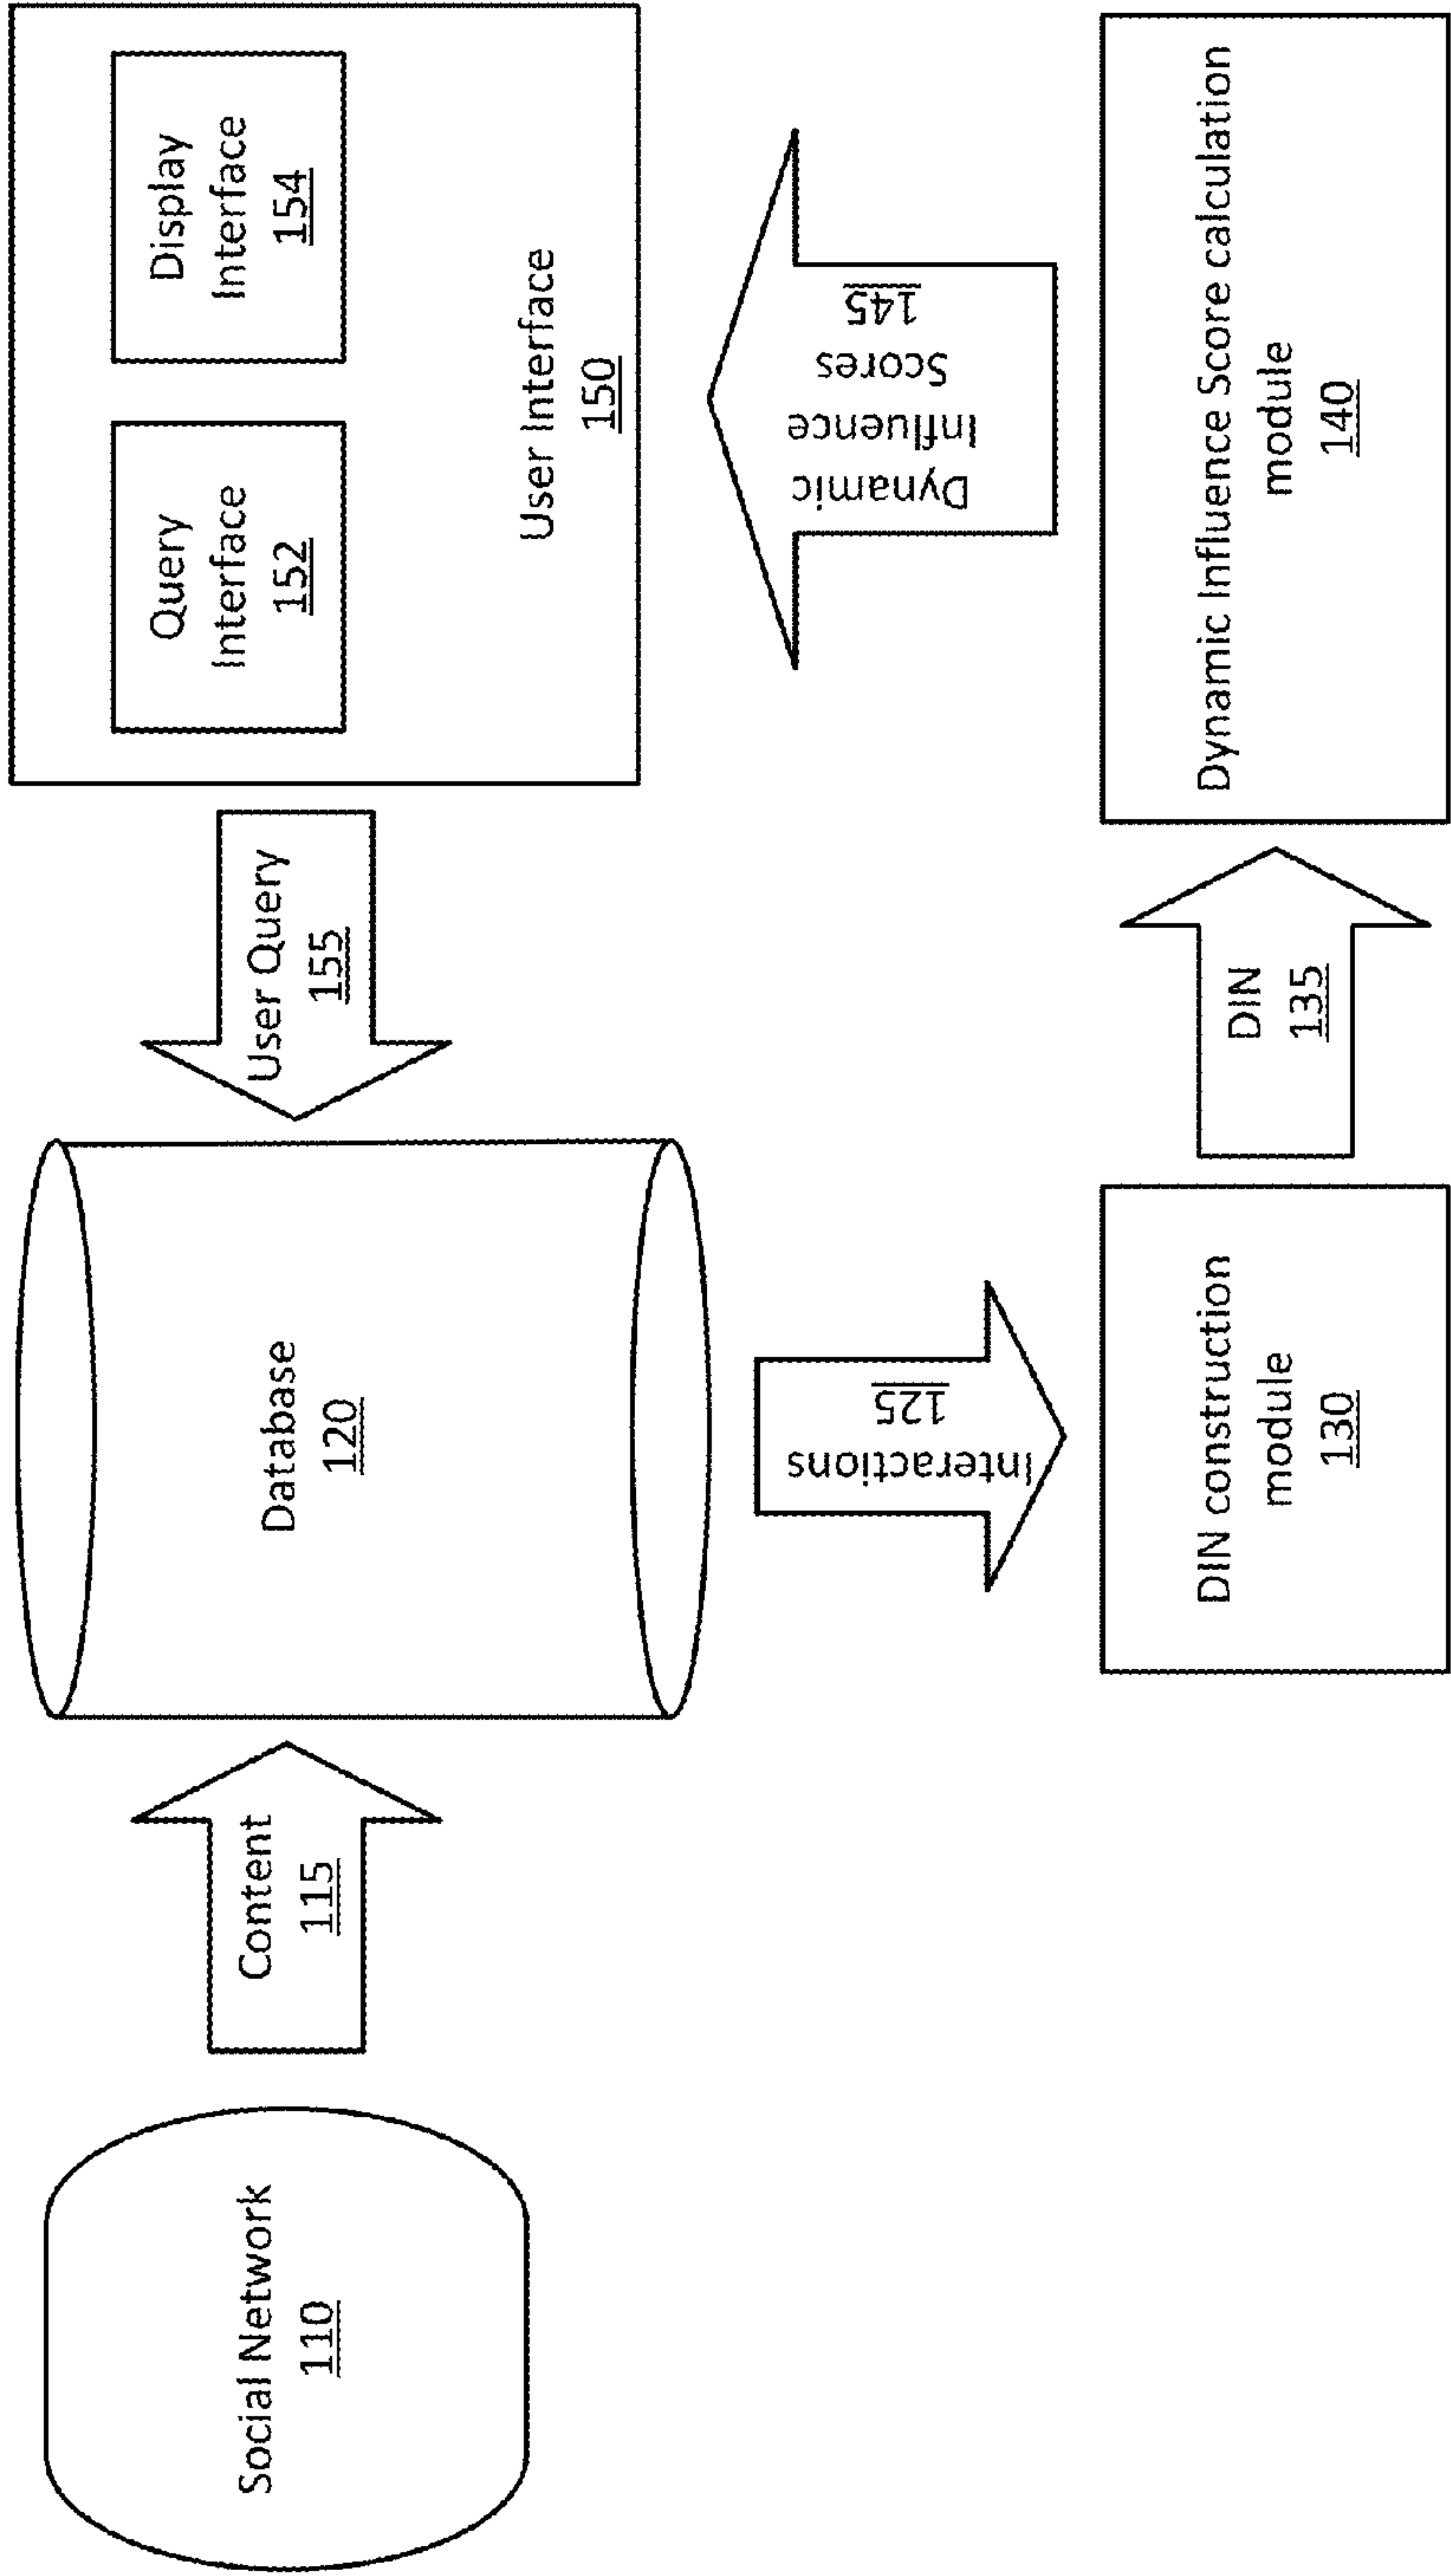 Social Network
110
Content
115
Database
120
User Query
155
Query
Interface
152
Display
Interface
154
User Interface
150
Interactions
125
Dynamic
Influence
Scores
145
DIN construction
module
130
DIN
135
Dynamic Influence Score calculation
module
140